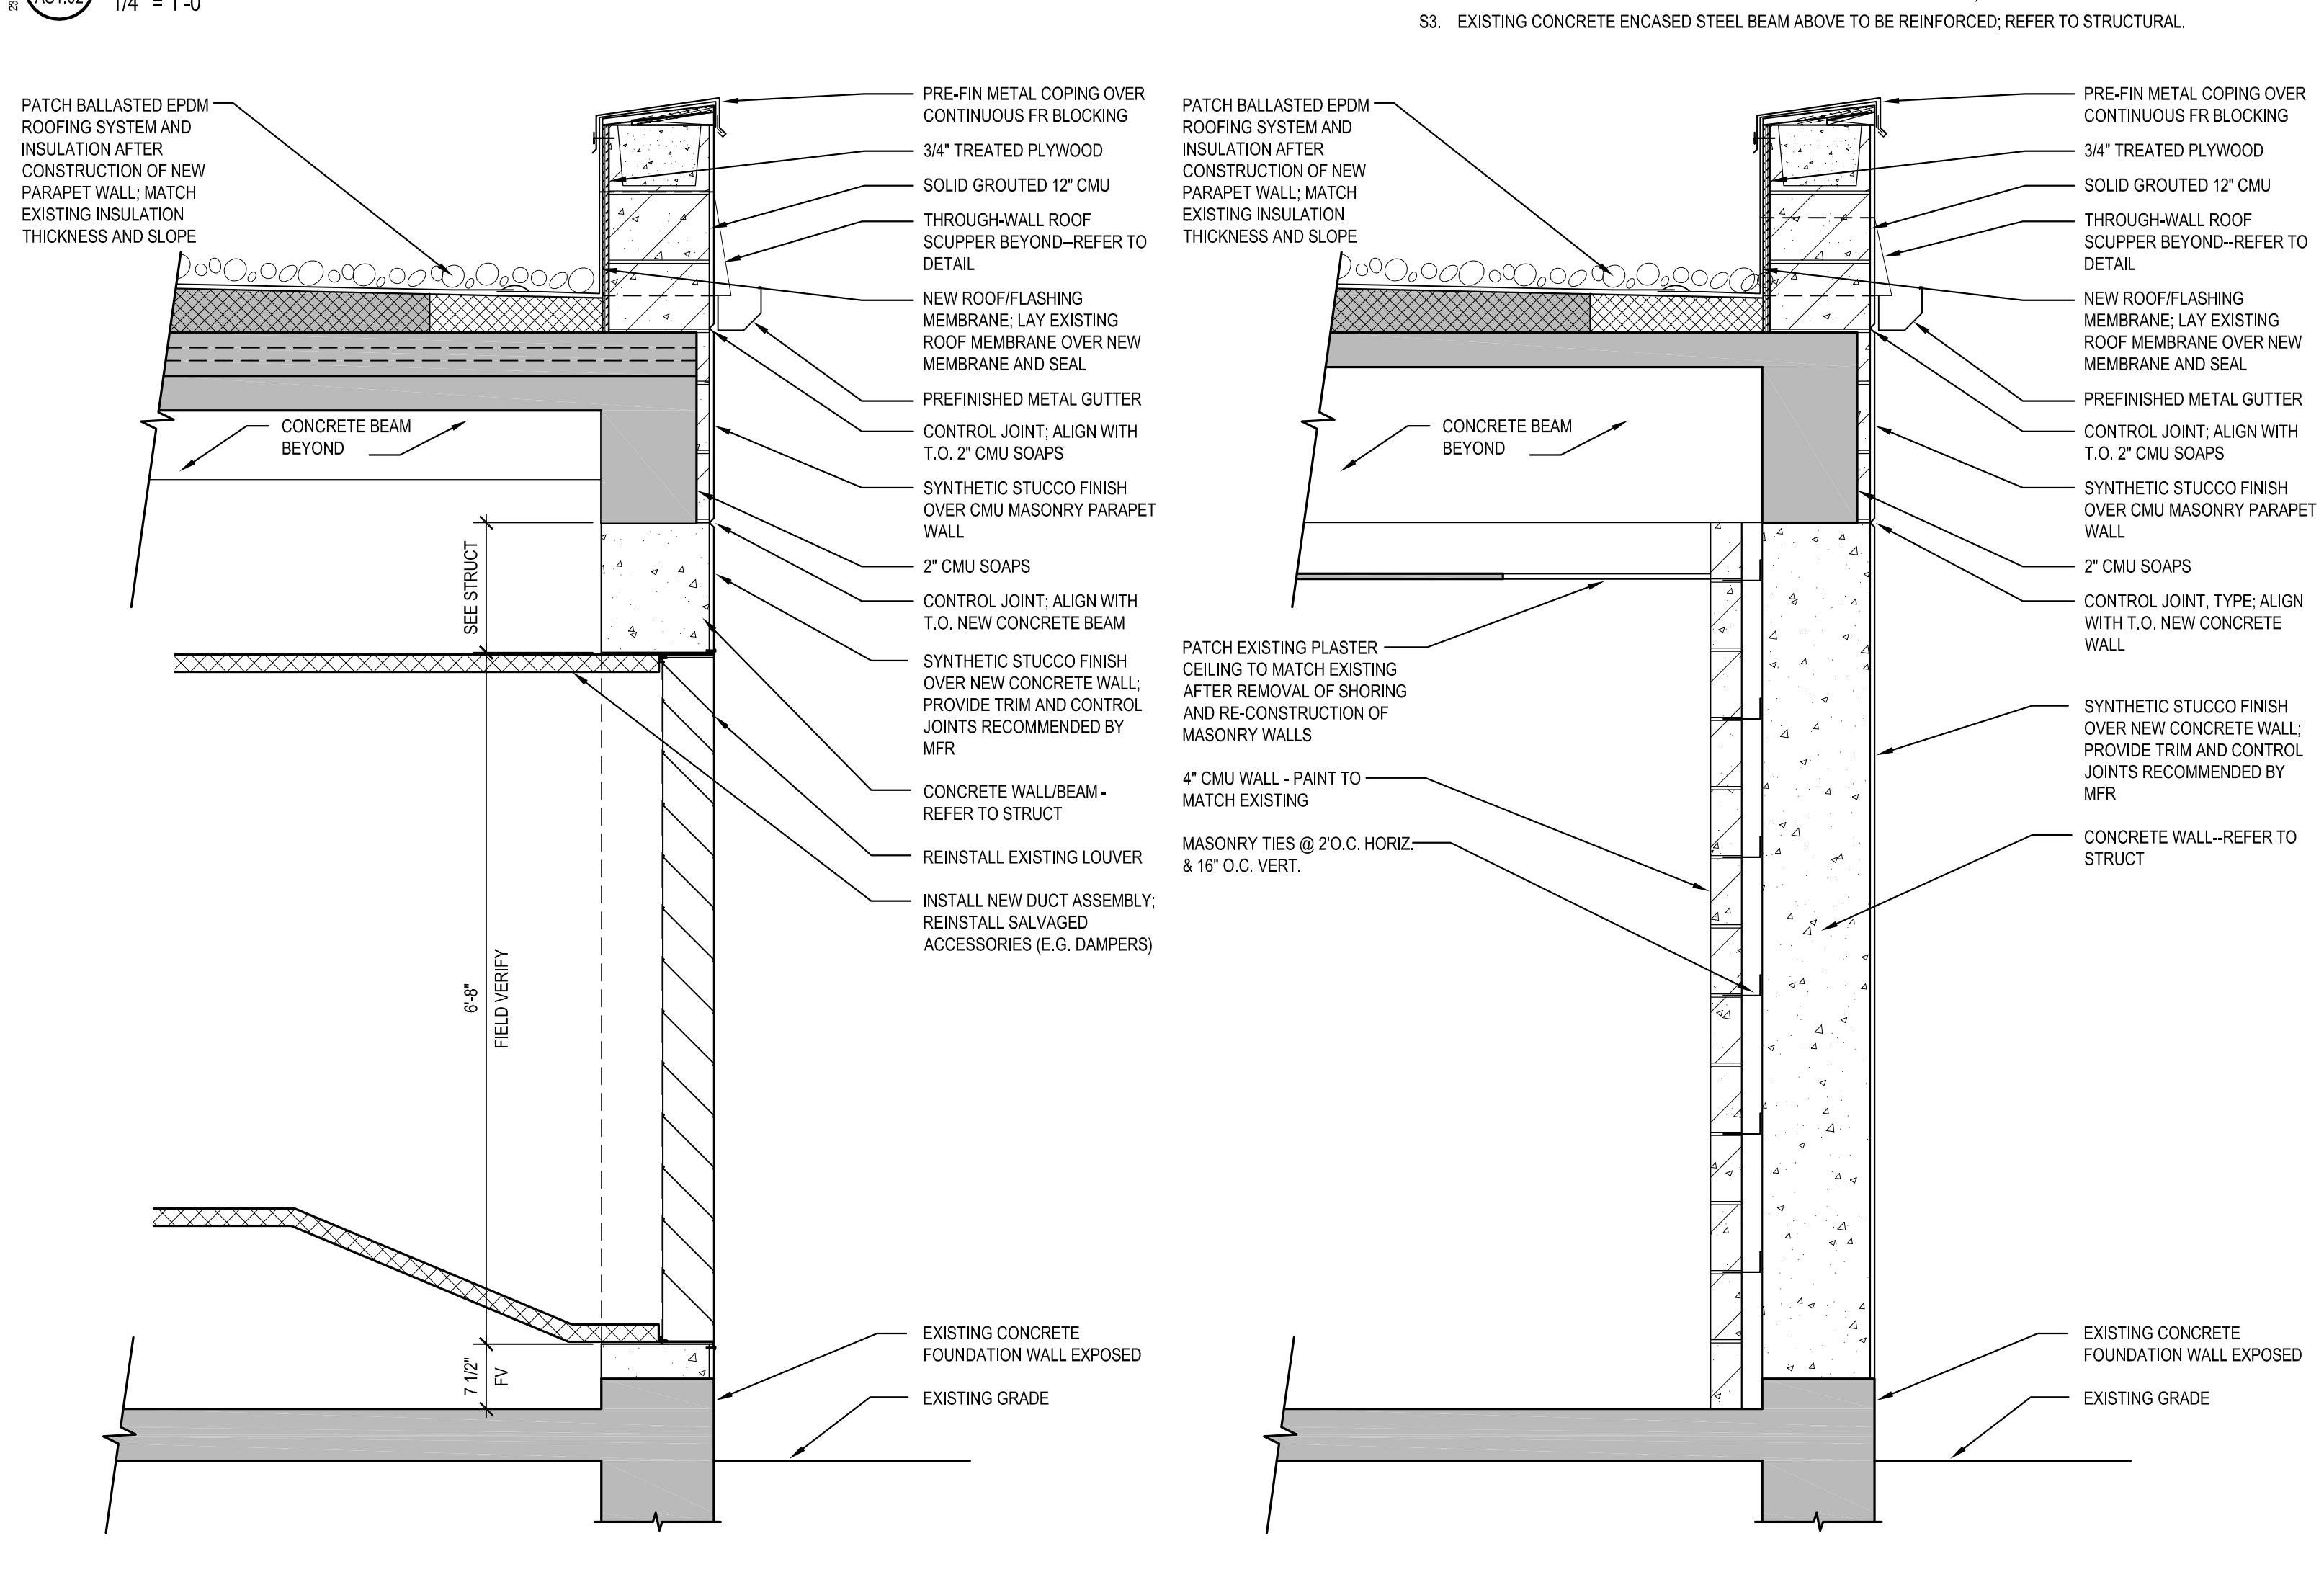 1/4" = 1'-0"
S3. EXISTING CONCRETE ENCASED STEEL BEAM ABOVE TO BE REINFORCED; REFER TO STRUCTURAL.
PATCH BALLASTED EPDM
ROOFING SYSTEM AND
INSULATION AFTER
CONSTRUCTION OF NEW
PARAPET WALL; MATCH
EXISTING INSULATION
THICKNESS AND SLOPE
CONCRETE BEAM
BEYOND
SEE STRUCT
6'-8"
FIELD VERIFY
7 1/2"
FV
PRE-FIN METAL COPING OVER
CONTINUOUS FR BLOCKING
3/4" TREATED PLYWOOD
SOLID GROUTED 12" CMU
THROUGH-WALL ROOF
SCUPPER BEYOND--REFER TO
DETAIL
NEW ROOF/FLASHING
MEMBRANE; LAY EXISTING
ROOF MEMBRANE OVER NEW
MEMBRANE AND SEAL
PREFINISHED METAL GUTTER
CONTROL JOINT; ALIGN WITH
T.O. 2" CMU SOAPS
SYNTHETIC STUCCO FINISH
OVER CMU MASONRY PARAPET
WALL
2" CMU SOAPS
CONTROL JOINT; ALIGN WITH
T.O. NEW CONCRETE BEAM
SYNTHETIC STUCCO FINISH
OVER NEW CONCRETE WALL;
PROVIDE TRIM AND CONTROL
JOINTS RECOMMENDED BY
MFR
CONCRETE WALL/BEAM -
REFER TO STRUCT
REINSTALL EXISTING LOUVER
INSTALL NEW DUCT ASSEMBLY;
REINSTALL SALVAGED
ACCESSORIES (E.G. DAMPERS)
EXISTING CONCRETE
FOUNDATION WALL EXPOSED
EXISTING GRADE
PATCH BALLASTED EPDM
ROOFING SYSTEM AND
INSULATION AFTER
CONSTRUCTION OF NEW
PARAPET WALL; MATCH
EXISTING INSULATION
THICKNESS AND SLOPE
CONCRETE BEAM
BEYOND
PATCH EXISTING PLASTER
CEILING TO MATCH EXISTING
AFTER REMOVAL OF SHORING
AND RE-CONSTRUCTION OF
MASONRY WALLS
4" CMU WALL - PAINT TO
MATCH EXISTING
MASONRY TIES @ 2'O.C. HORIZ.
& 16" O.C. VERT.
PRE-FIN METAL COPING OVER
CONTINUOUS FR BLOCKING
3/4" TREATED PLYWOOD
SOLID GROUTED 12" CMU
THROUGH-WALL ROOF
SCUPPER BEYOND--REFER TO
DETAIL
NEW ROOF/FLASHING
MEMBRANE; LAY EXISTING
ROOF MEMBRANE OVER NEW
MEMBRANE AND SEAL
PREFINISHED METAL GUTTER
CONTROL JOINT; ALIGN WITH
T.O. 2" CMU SOAPS
SYNTHETIC STUCCO FINISH
OVER CMU MASONRY PARAPET
WALL
2" CMU SOAPS
CONTROL JOINT, TYPE; ALIGN
WITH T.O. NEW CONCRETE
WALL
SYNTHETIC STUCCO FINISH
OVER NEW CONCRETE WALL;
PROVIDE TRIM AND CONTROL
JOINTS RECOMMENDED BY
MFR
CONCRETE WALL--REFER TO
STRUCT
EXISTING CONCRETE
FOUNDATION WALL EXPOSED
EXISTING GRADE